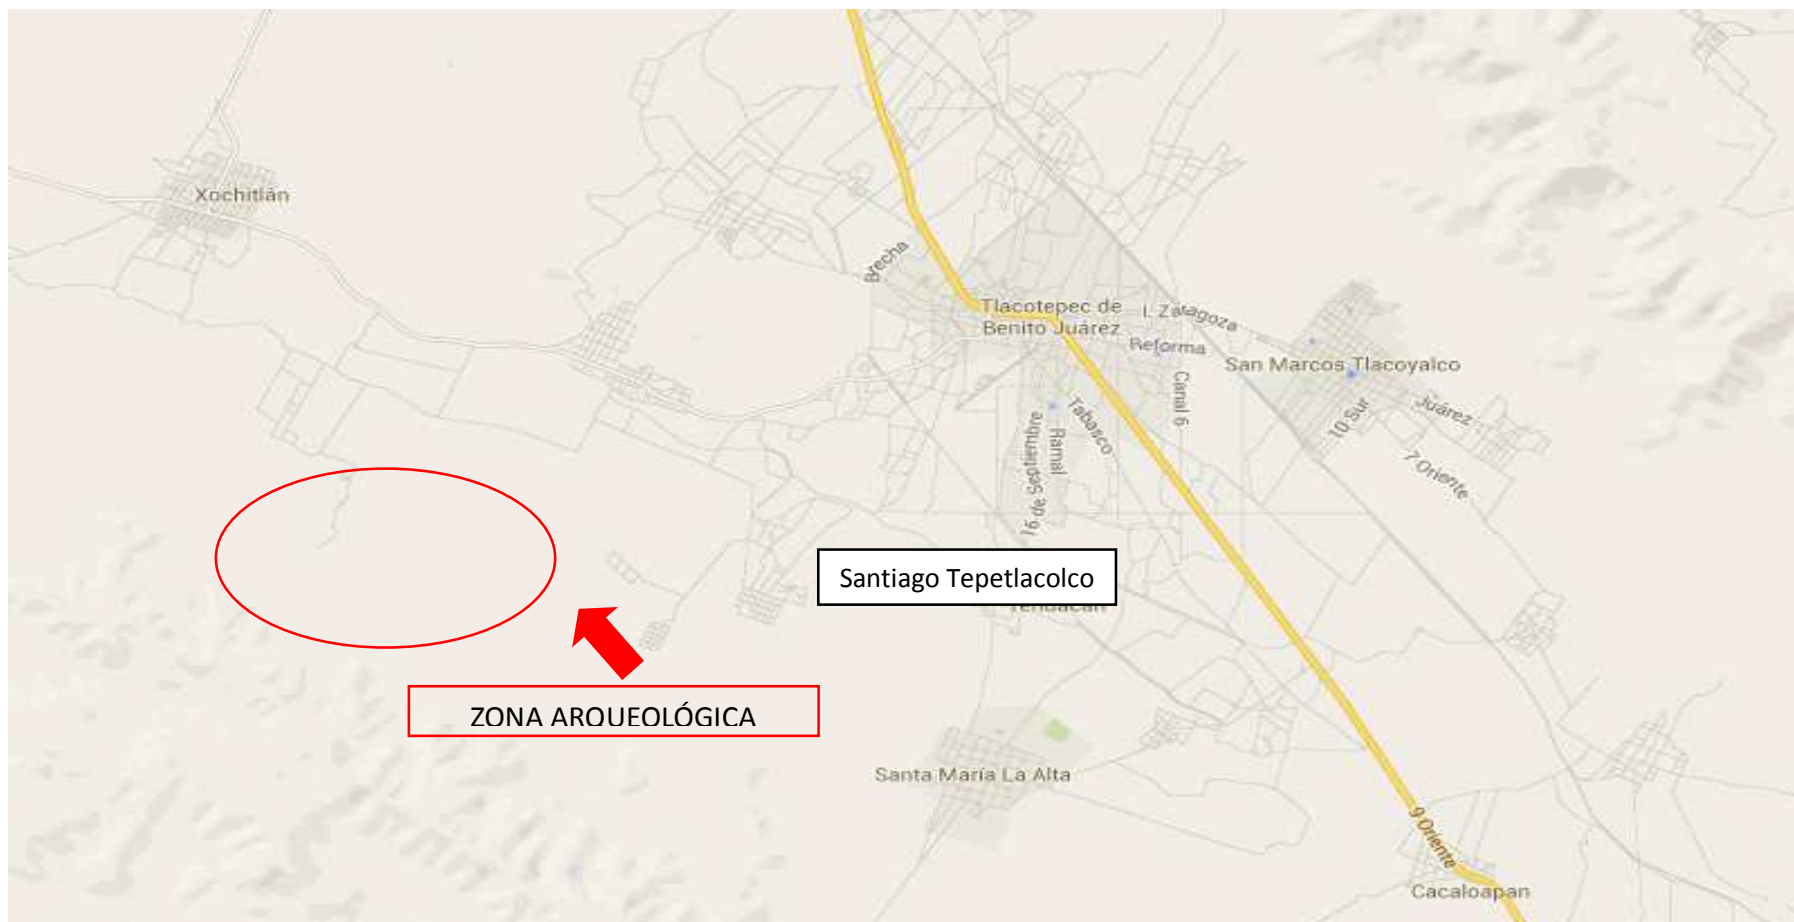 Xochitlán
Brecha
Tlacotepec de
Benito Juárez
I. Zaragoza
Reforma
San Marcos Tlacoyalco
Canal 6
Tabasco
Ramal
16 de Septiembre
10 Sur
Juárez
7 Oriente
Santiago Tepetlacolco
Tehuacán
ZONA ARQUEOLÓGICA
Santa María La Alta
9 Oriente
Cacaloapan